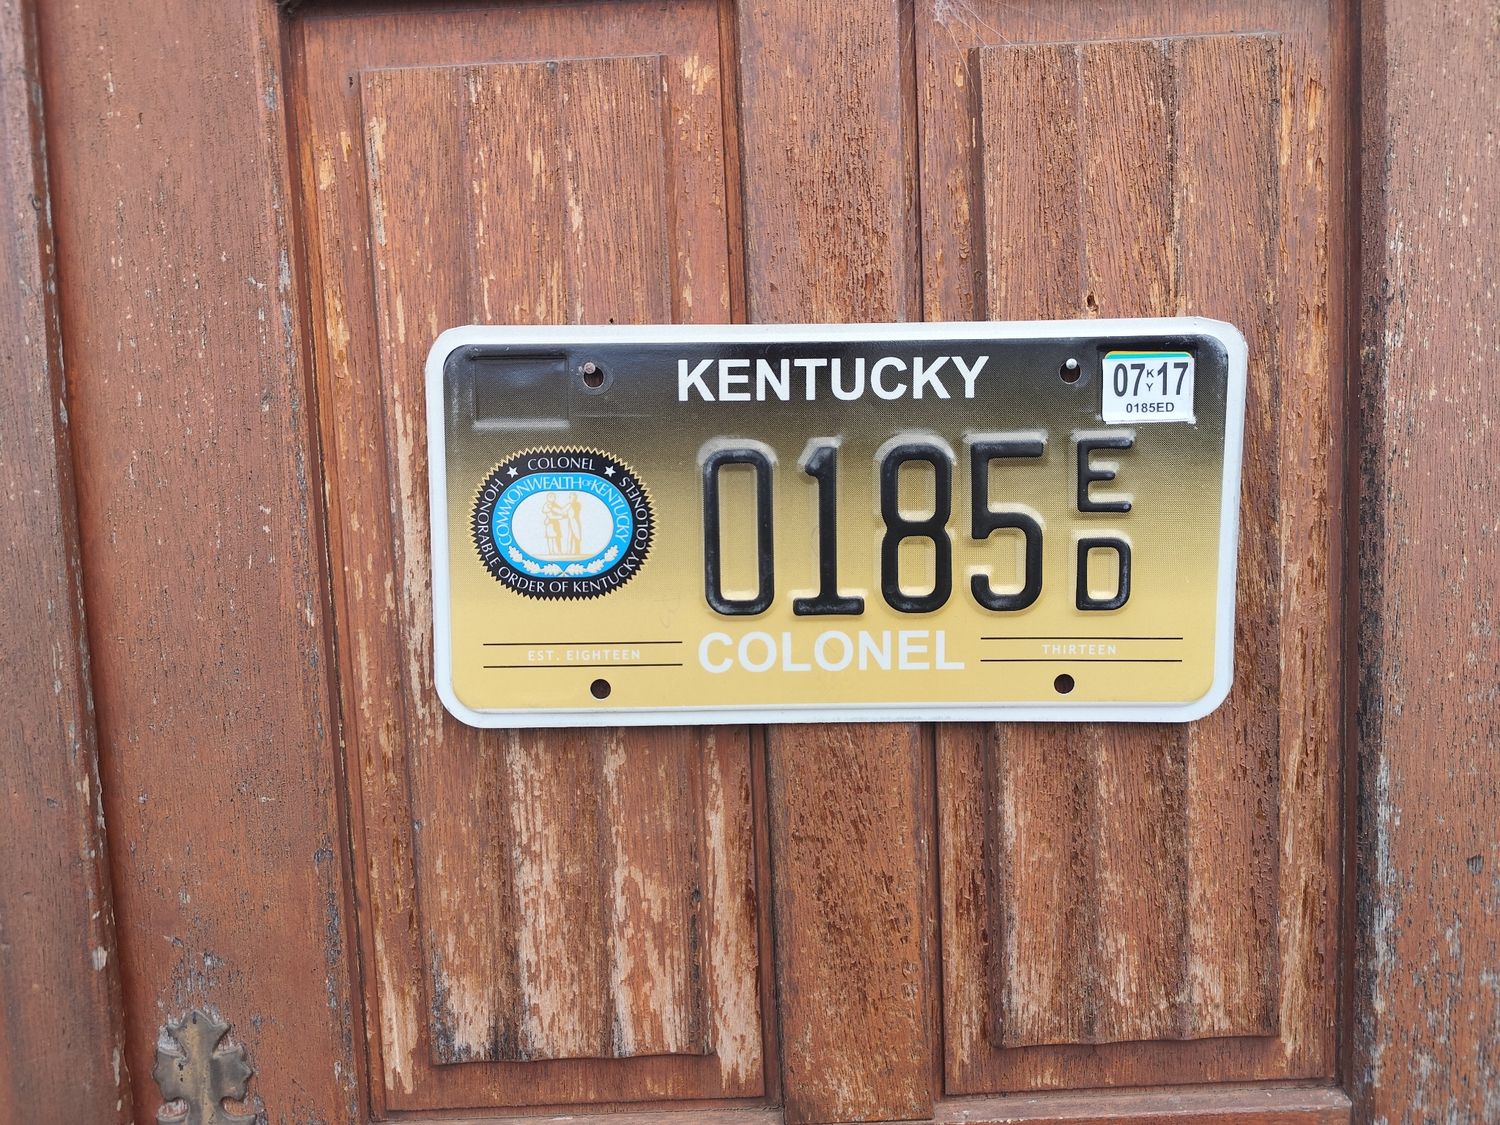 KENTUCKY
07 KY 17
0185ED
COLONEL
HONORABLE ORDER OF KENTUCKY COLONELS
COMMONWEALTH OF KENTUCKY
0185 ED
EST. EIGHTEEN COLONEL THIRTEEN